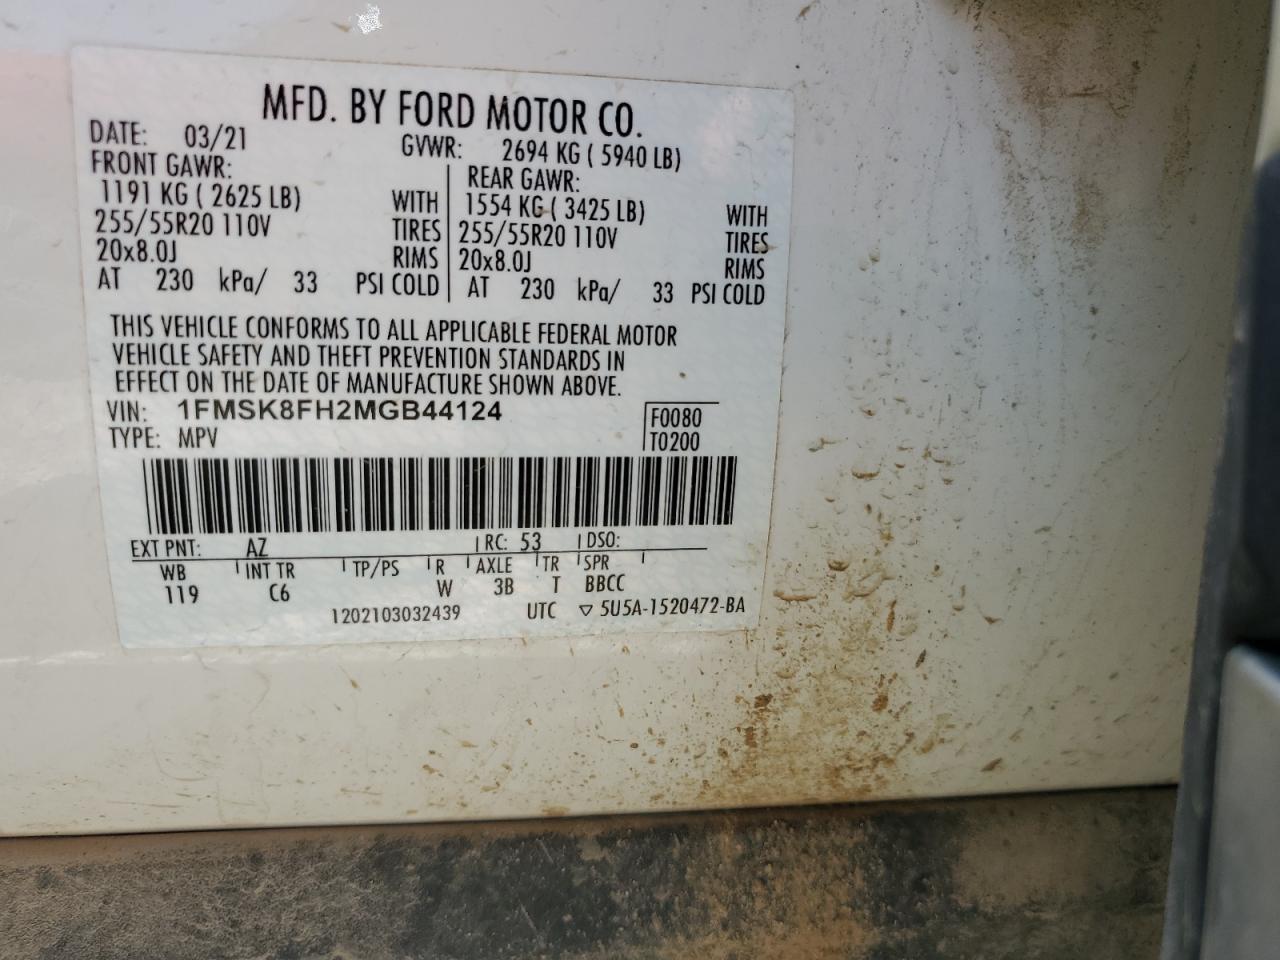 MFD. BY FORD MOTOR CO.
DATE: 03/21 GVWR: 2694 KG ( 5940 LB)
FRONT GAWR: REAR GAWR:
1191 KG ( 2625 LB) WITH 1554 KG ( 3425 LB) WITH
255/55R20 110V TIRES 255/55R20 110V TIRES
20x8.0J RIMS 20x8.0J RIMS
AT 230 kPa/ 33 PSI COLD AT 230 kPa/ 33 PSI COLD
THIS VEHICLE CONFORMS TO ALL APPLICABLE FEDERAL MOTOR
VEHICLE SAFETY AND THEFT PREVENTION STANDARDS IN
EFFECT ON THE DATE OF MANUFACTURE SHOWN ABOVE.
VIN: 1FMSK8FH2MGB44124 F0080
TYPE: MPV T0200
EXT PNT: AZ RC: 53 DSO:
WB INT TR TP/PS R AXLE TR SPR
119 C6 W 3B T BBCC
1202103032439 UTC ▽ 5U5A-1520472-BA